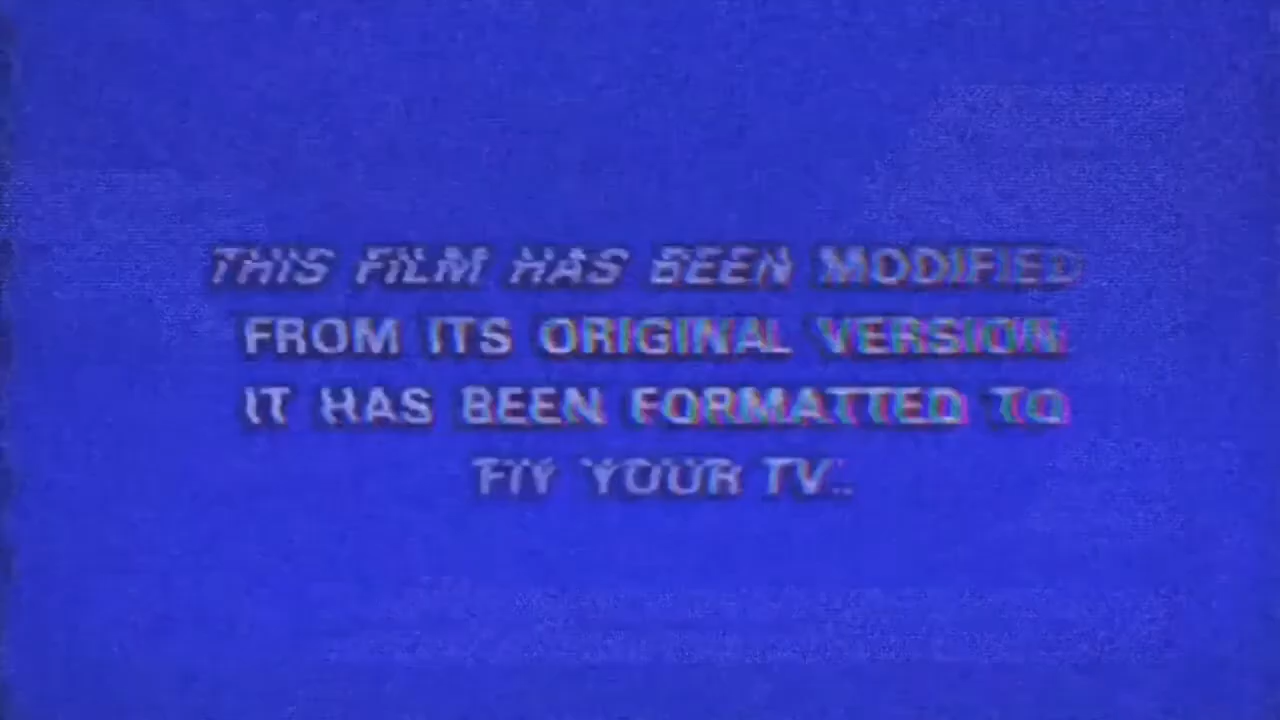 THIS FILM HAS BEEN MODIFIED
FROM ITS ORIGINAL VERSION
IT HAS BEEN FORMATTED TO
FIT YOUR TV..